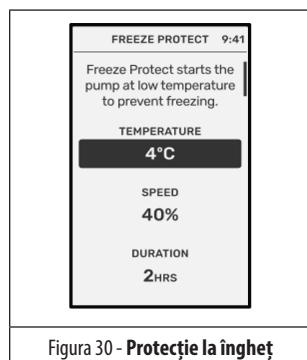 FREEZE PROTECT 9:41
Freeze Protect starts the
pump at low temperature
to prevent freezing.
TEMPERATURE
4°C
SPEED
40%
DURATION
2HRS
Figura 30 - Protecție la îngheț